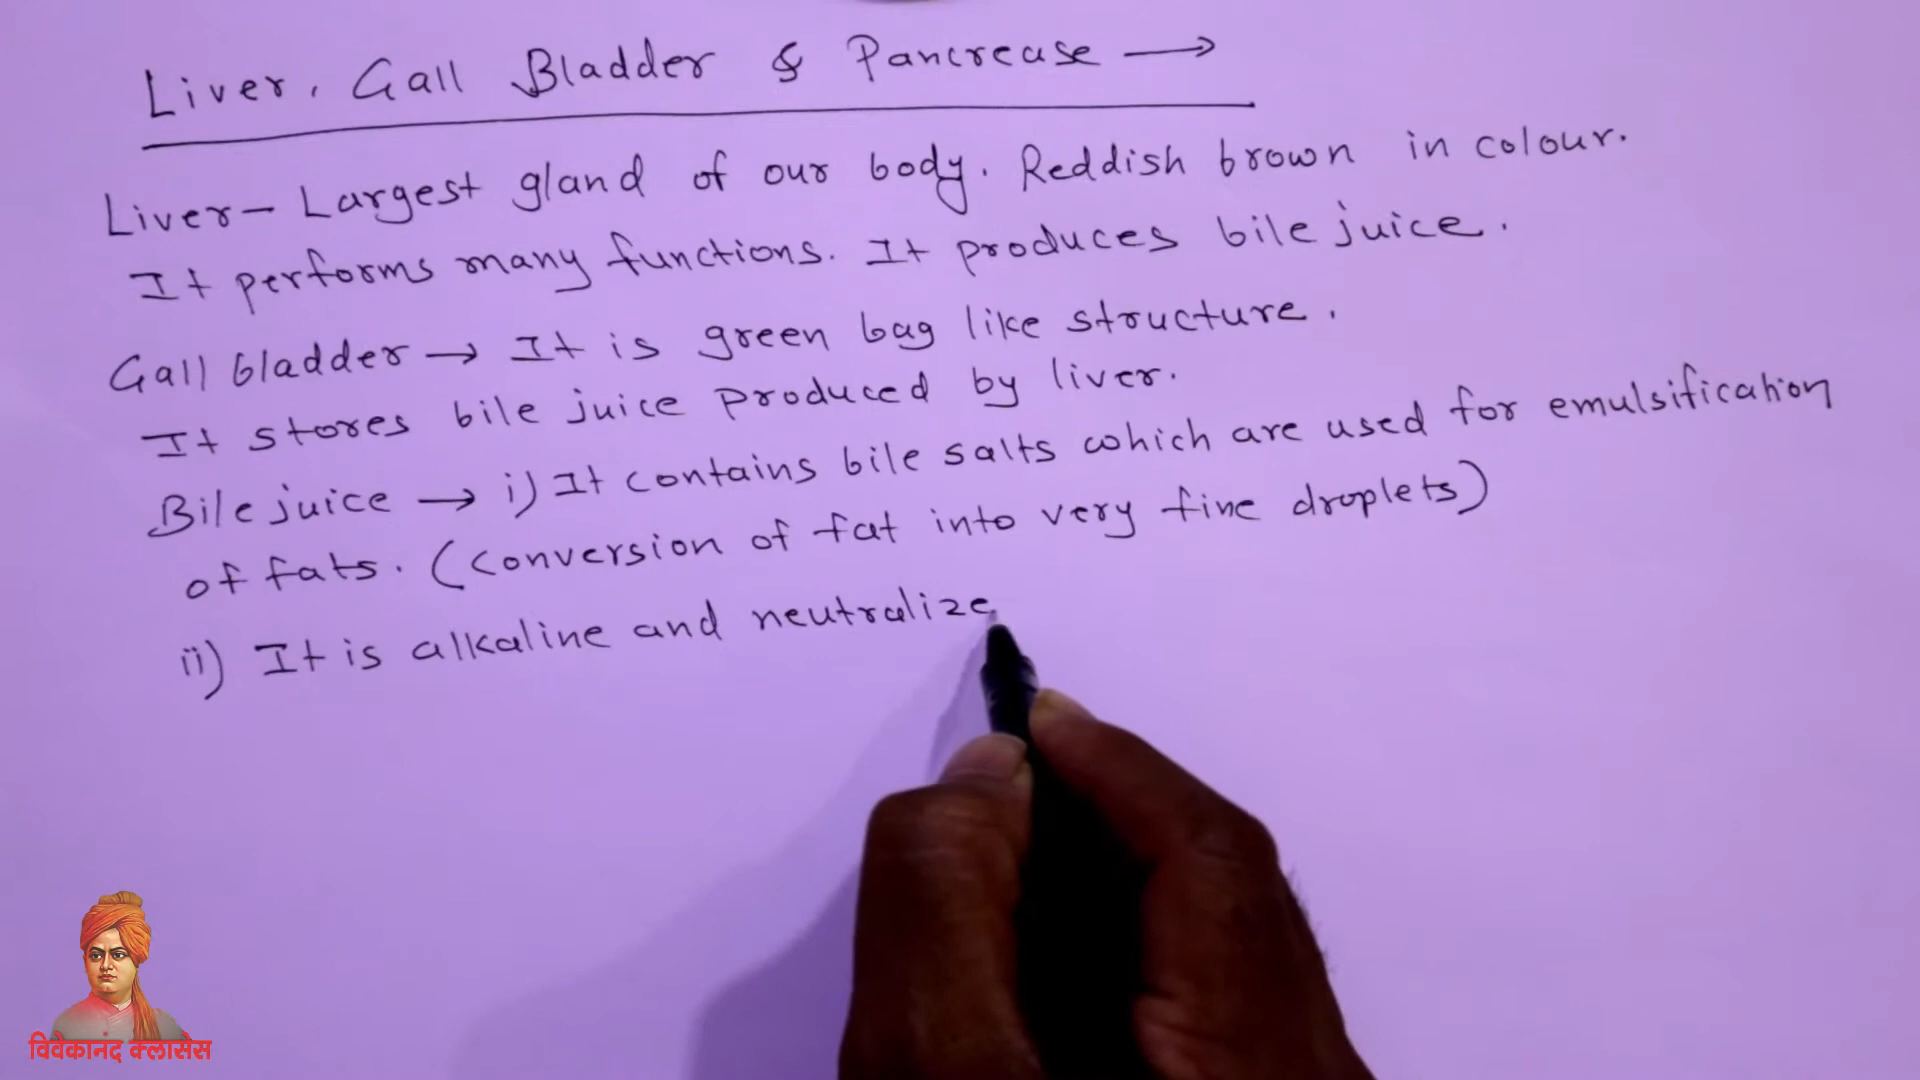 Liver, Gall Bladder & Pancrease →
Liver - Largest gland of our body. Reddish brown in colour.
It performs many functions. It produces bile juice.
Gall bladder → It is green bag like structure.
It stores bile juice produced by liver.
Bile juice → i) It contains bile salts which are used for emulsification
of fats. (conversion of fat into very fine droplets)
ii) It is alkaline and neutralize
विवेकानंद क्लासेस